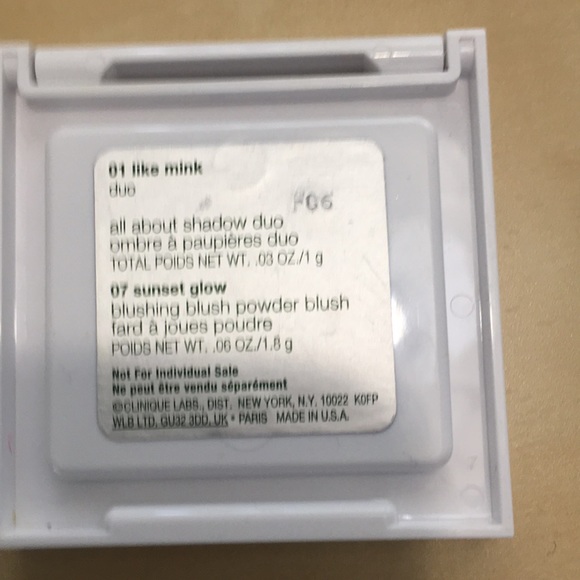 01 like mink
duo
F06
all about shadow duo
ombre à paupières duo
TOTAL POIDS NET WT. .03 OZ./1 g
07 sunset glow
blushing blush powder blush
fard à joues poudre
POIDS NET WT. .06 OZ./1.8 g
Not For Individual Sale
Ne peut être vendu séparément
©CLINIQUE LABS., DIST. NEW YORK, N.Y. 10022 K0FP
WLB LTD. GU32 3DD, UK • PARIS MADE IN U.S.A.